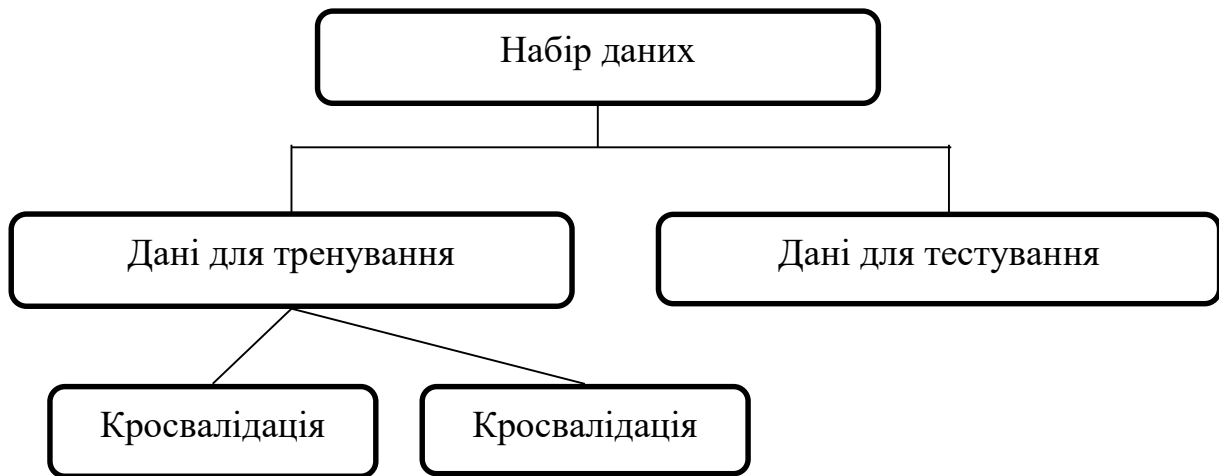 Набір даних
Дані для тренування
Дані для тестування
Кросвалідація
Кросвалідація